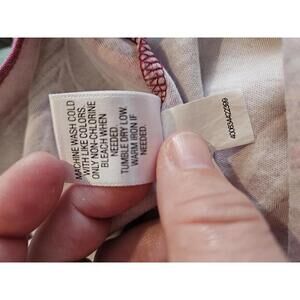 MACHINE WASH COLD
WITH LIKE COLORS.
ONLY NON-CHLORINE
BLEACH WHEN
NEEDED.
TUMBLE DRY LOW.
WARM IRON IF
NEEDED.